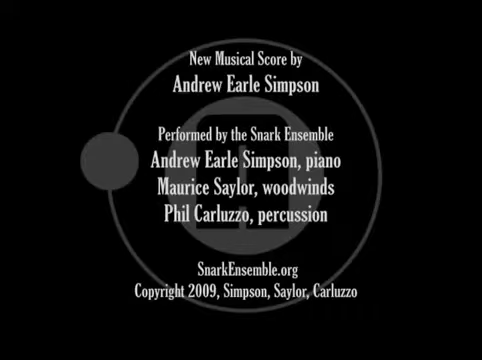 New Musical Score by
Andrew Earle Simpson
Performed by the Snark Ensemble
Andrew Earle Simpson, piano
Maurice Saylor, woodwinds
Phil Carluzzo, percussion
SnarkEnsemble.org
Copyright 2009, Simpson, Saylor, Carluzzo